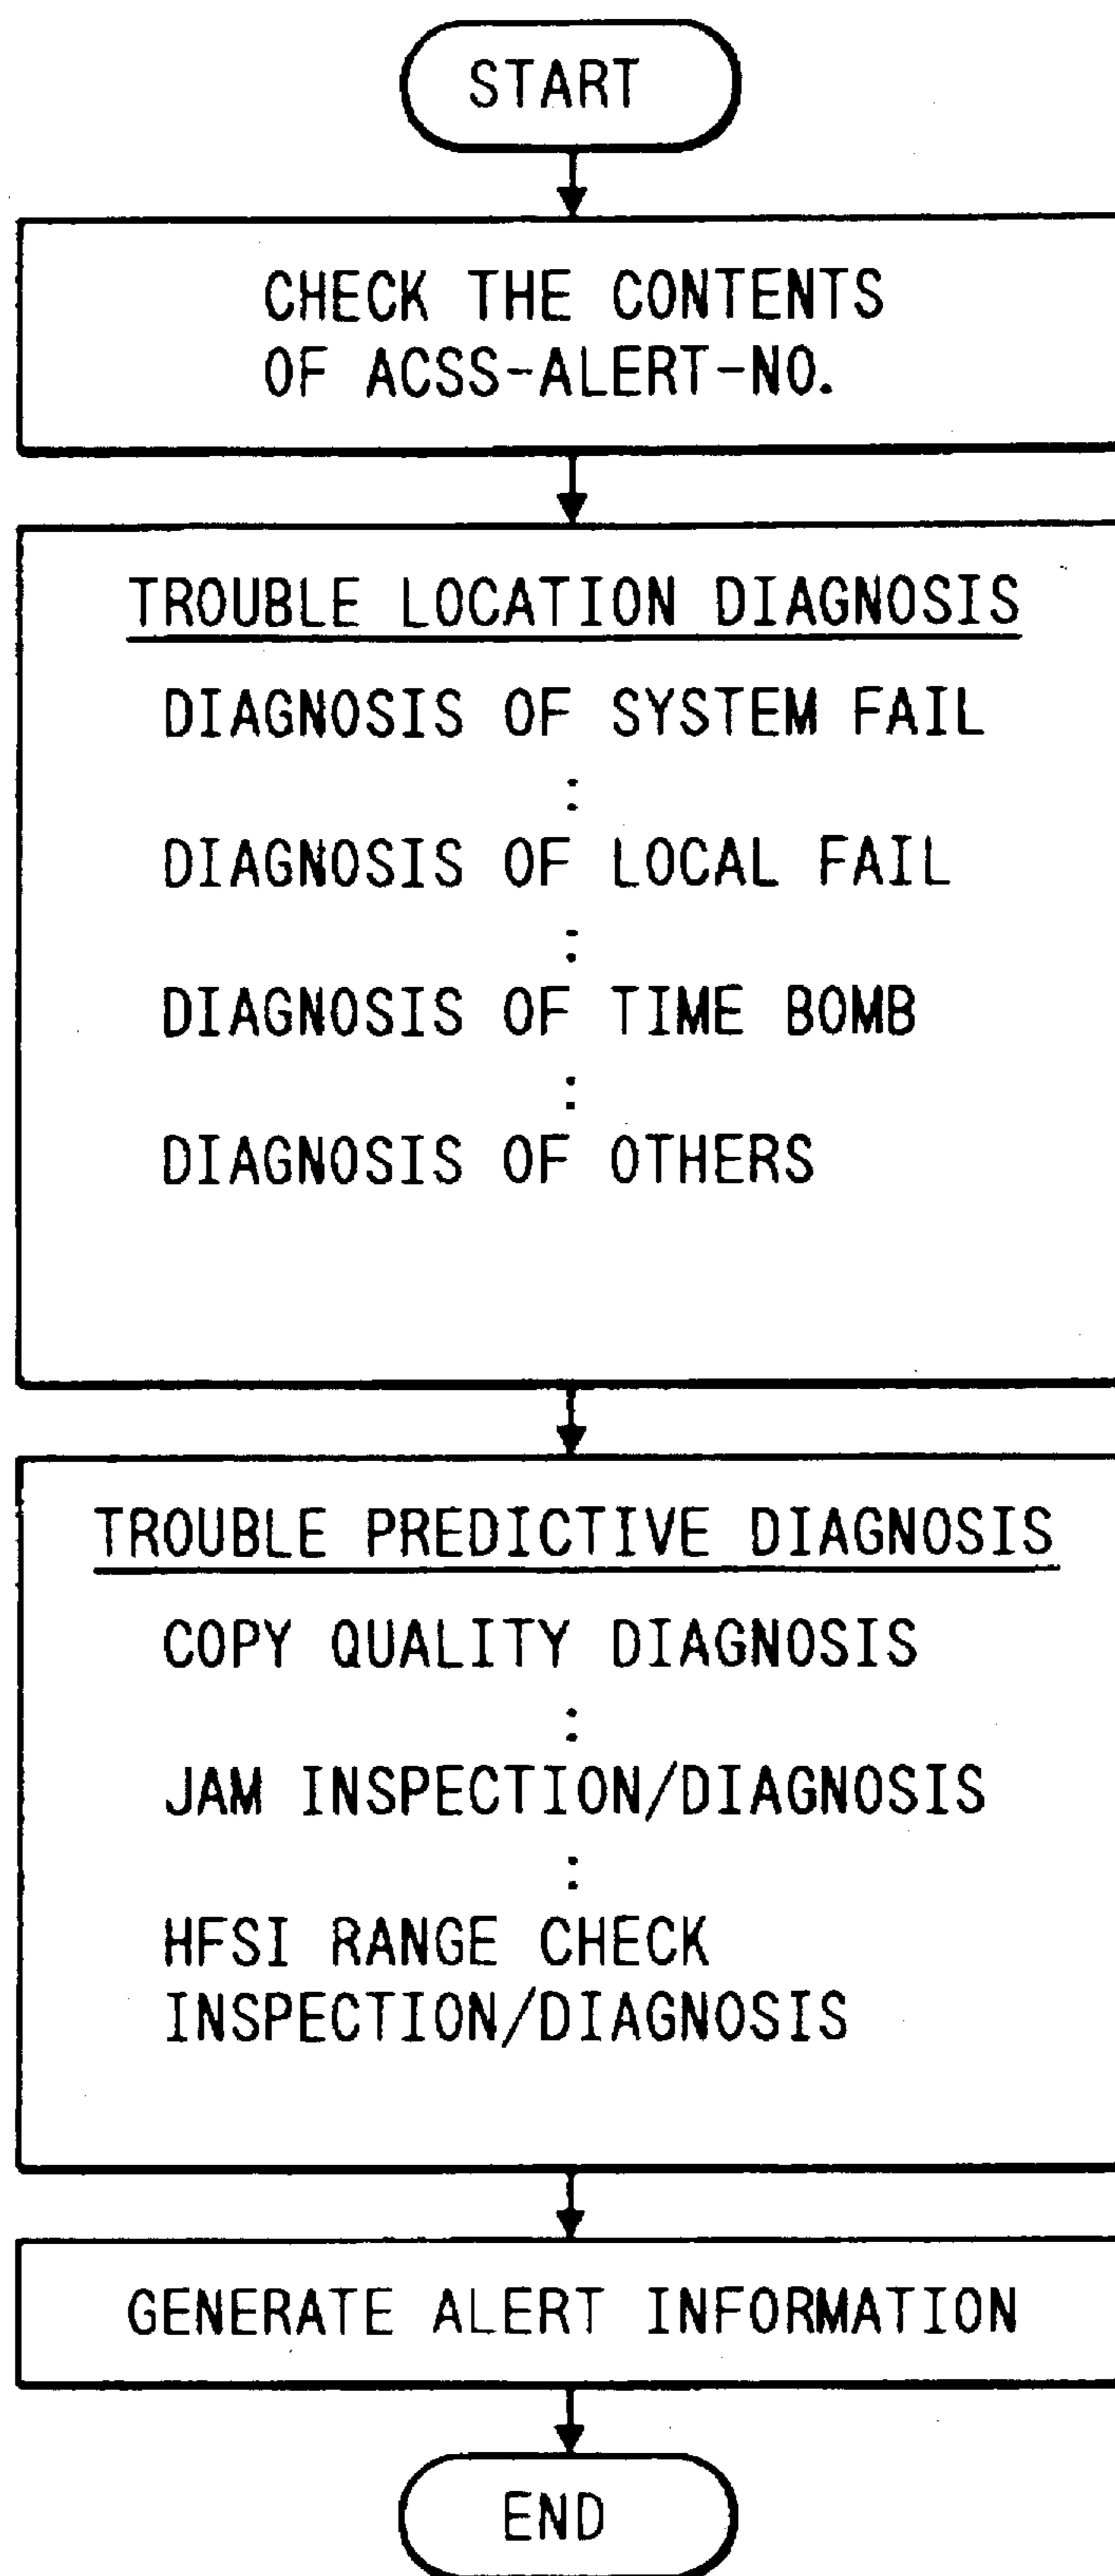 START
CHECK THE CONTENTS
OF ACSS-ALERT-NO.
TROUBLE LOCATION DIAGNOSIS
DIAGNOSIS OF SYSTEM FAIL
:
DIAGNOSIS OF LOCAL FAIL
:
DIAGNOSIS OF TIME BOMB
:
DIAGNOSIS OF OTHERS
TROUBLE PREDICTIVE DIAGNOSIS
COPY QUALITY DIAGNOSIS
:
JAM INSPECTION/DIAGNOSIS
:
HFSI RANGE CHECK
INSPECTION/DIAGNOSIS
GENERATE ALERT INFORMATION
END